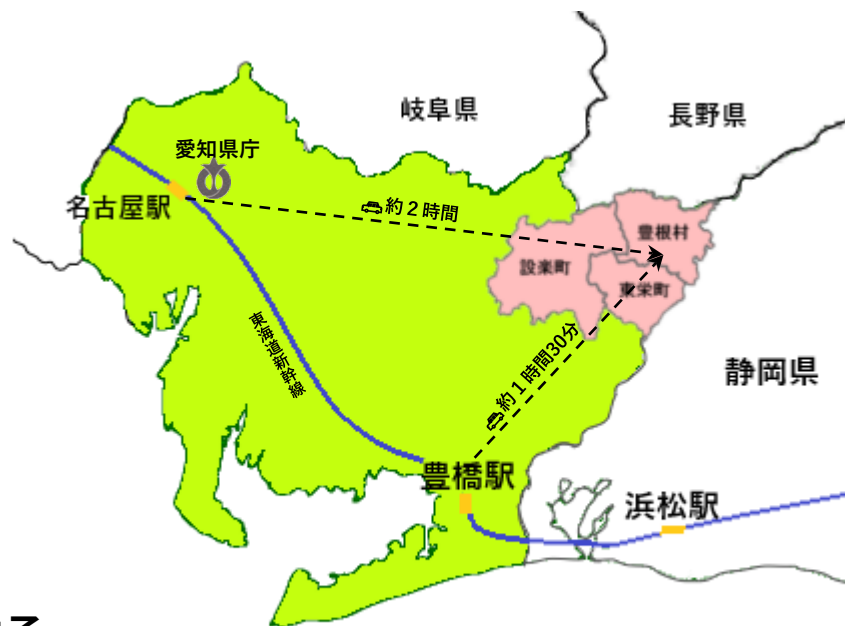 岐阜県
長野県
愛知県庁
名古屋駅
約２時間
豊根村
設楽町
東栄町
東海道新幹線
約１時間30分
静岡県
豊橋駅
浜松駅